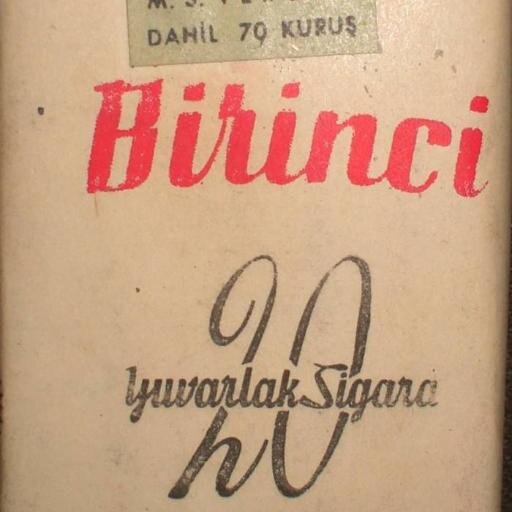 M. S.
DAHİL 70 KURUŞ
Birinci
20
Yuvarlak Sigara